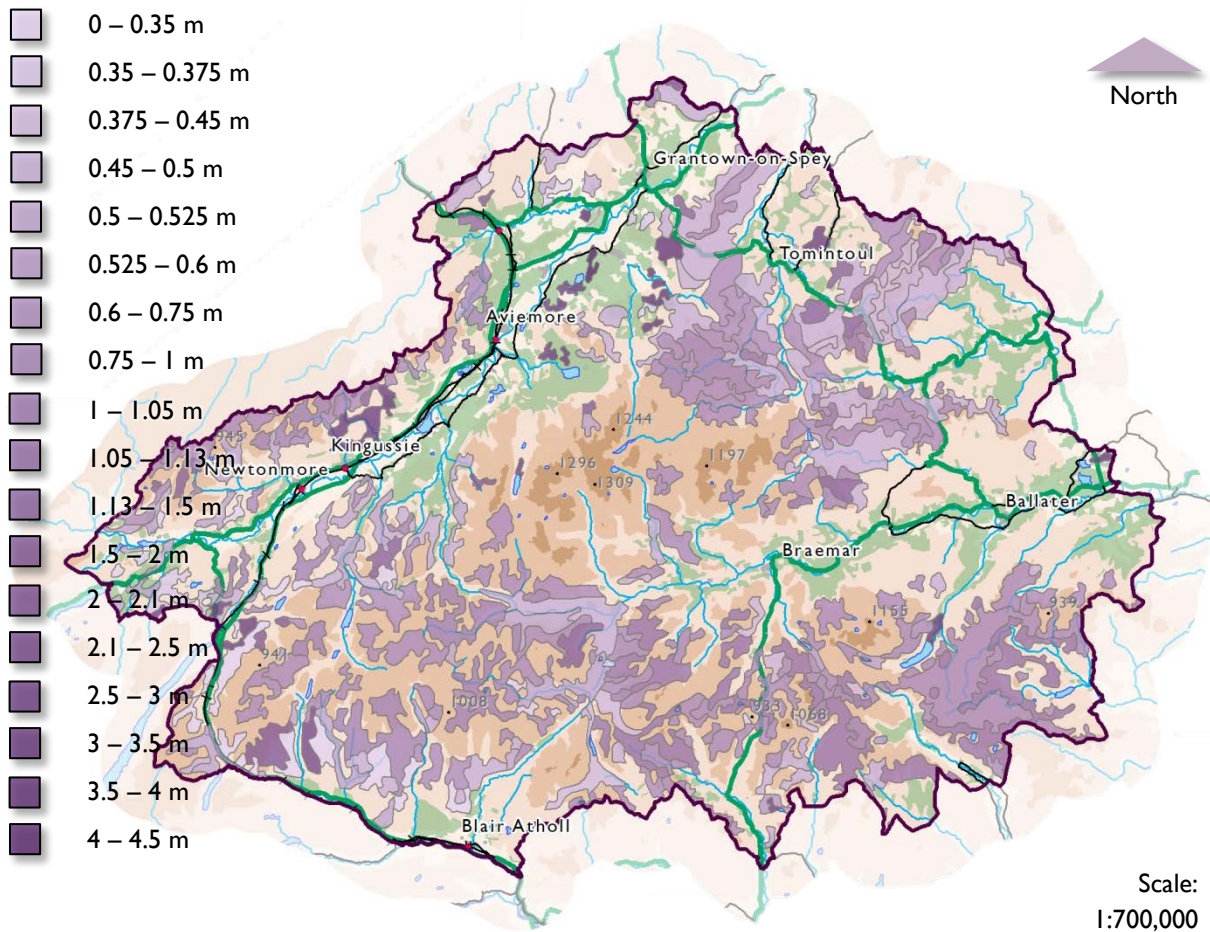 0 – 0.35 m
0.35 – 0.375 m
0.375 – 0.45 m
0.45 – 0.5 m
0.5 – 0.525 m
0.525 – 0.6 m
0.6 – 0.75 m
0.75 – 1 m
1 – 1.05 m
1.05 – 1.13 m
1.13 – 1.5 m
1.5 – 2 m
2 – 2.1 m
2.1 – 2.5 m
2.5 – 3 m
3 – 3.5 m
3.5 – 4 m
4 – 4.5 m
North
Grantown-on-Spey
Tomintoul
Aviemore
1244
945
Kingussie
Newtonmore
1296
1309
1197
Ballater
Braemar
1155
939
941
1008
933
1068
Blair Atholl
Scale:
1:700,000